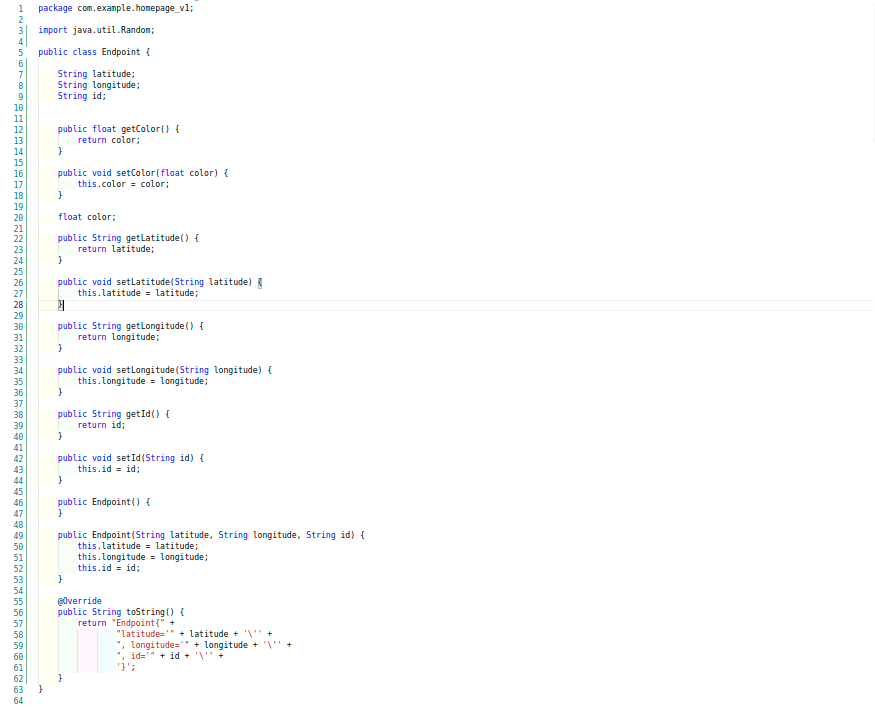 1 package com.example.homepage_v1;
2
3 import java.util.Random;
4
5 public class Endpoint {
6
7     String latitude;
8     String longitude;
9     String id;
10
11
12     public float getColor() {
13         return color;
14     }
15
16     public void setColor(float color) {
17         this.color = color;
18     }
19
20     float color;
21
22     public String getLatitude() {
23         return latitude;
24     }
25
26     public void setLatitude(String latitude) {
27         this.latitude = latitude;
28     }
29
30     public String getLongitude() {
31         return longitude;
32     }
33
34     public void setLongitude(String longitude) {
35         this.longitude = longitude;
36     }
37
38     public String getId() {
39         return id;
40     }
41
42     public void setId(String id) {
43         this.id = id;
44     }
45
46     public Endpoint() {
47     }
48
49     public Endpoint(String latitude, String longitude, String id) {
50         this.latitude = latitude;
51         this.longitude = longitude;
52         this.id = id;
53     }
54
55     @Override
56     public String toString() {
57         return "Endpoint{" +
58                 "latitude='" + latitude + '\'' +
59                 ", longitude='" + longitude + '\'' +
60                 ", id='" + id + '\'' +
61                 '}';
62     }
63 }
64